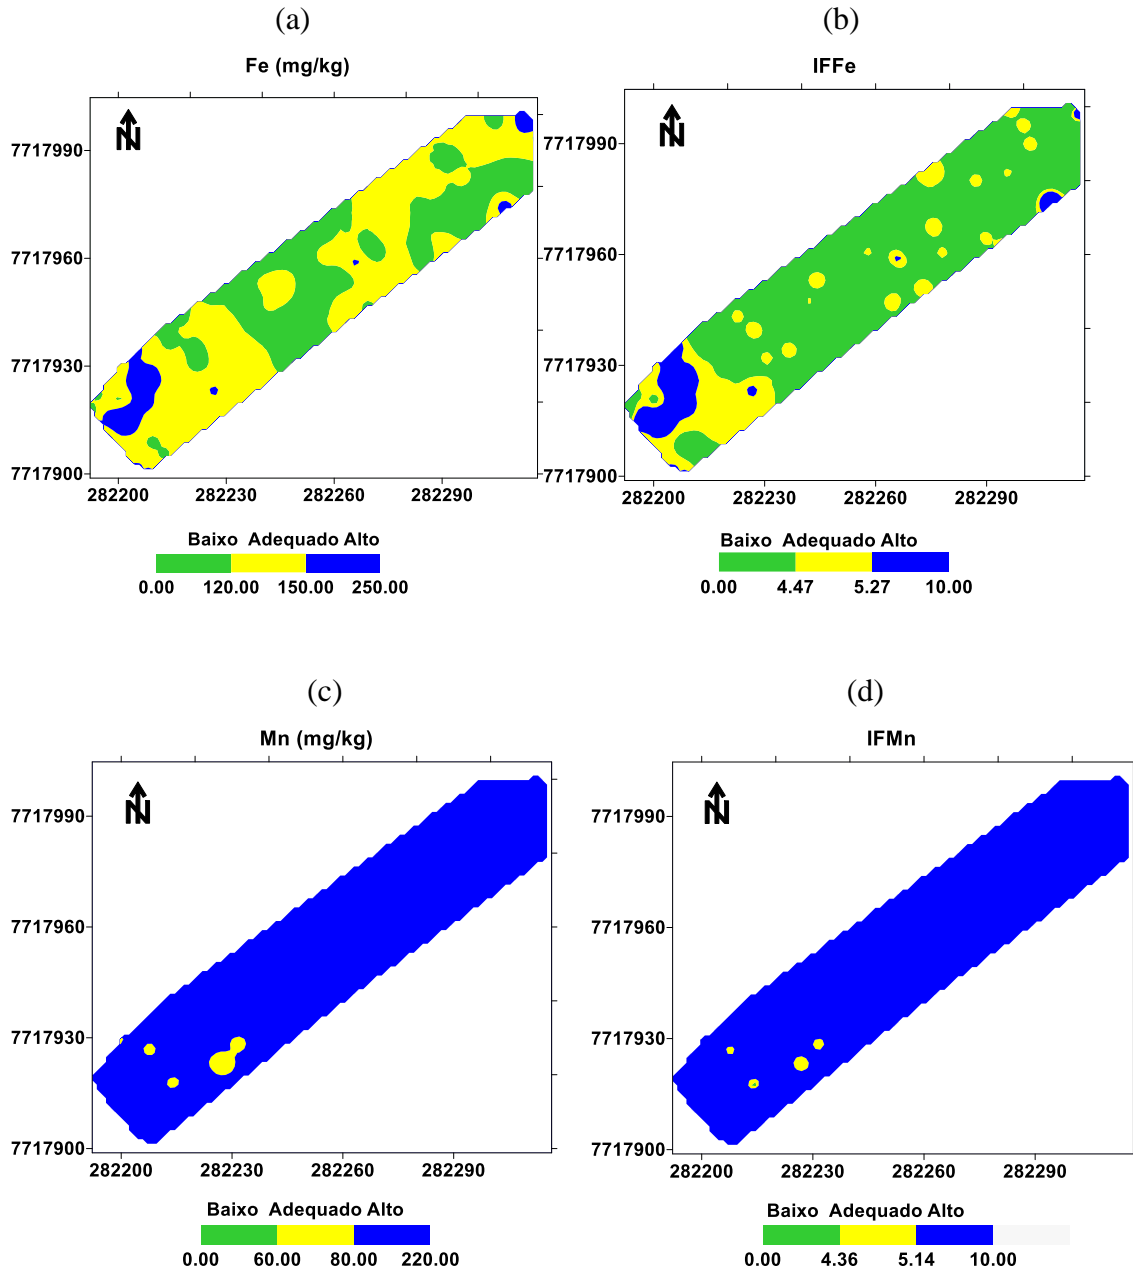 (a) (b)
Fe (mg/kg) IFFe
N N
7717990 7717990
7717960 7717960
7717930 7717930
7717900 7717900
282200 282230 282260 282290 282200 282230 282260 282290
Baixo Adequado Alto Baixo Adequado Alto
0.00 120.00 150.00 250.00 0.00 4.47 5.27 10.00
(c) (d)
Mn (mg/kg) IFMn
N N
7717990 7717990
7717960 7717960
7717930 7717930
7717900 7717900
282200 282230 282260 282290 282200 282230 282260 282290
Baixo Adequado Alto Baixo Adequado Alto
0.00 60.00 80.00 220.00 0.00 4.36 5.14 10.00